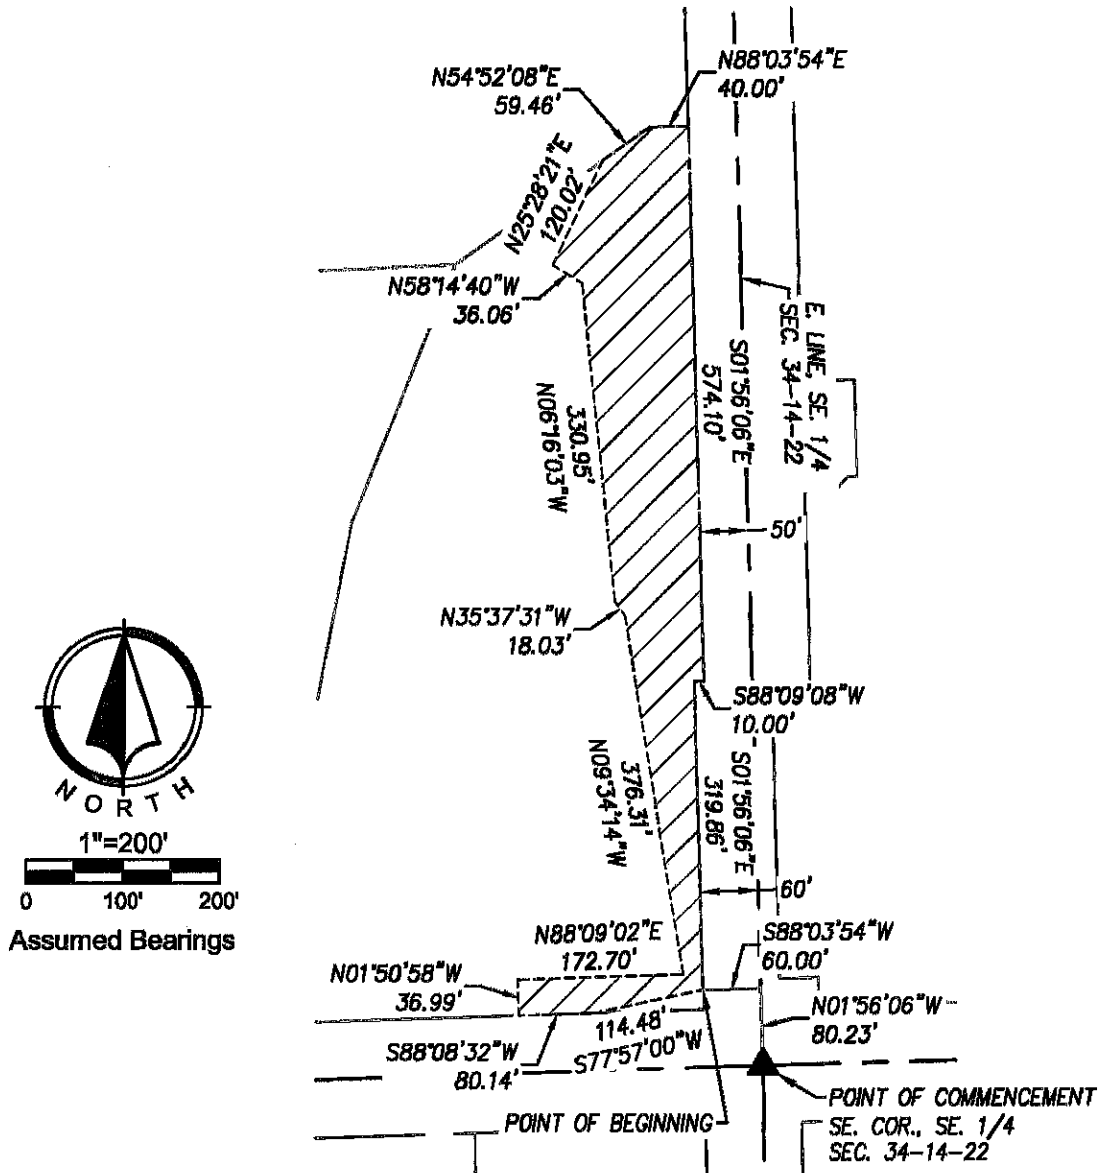 N88°03'54"E
40.00'
N54°52'08"E
59.46'
N25°28'21"E
120.02'
N58°14'40"W
36.06'
E. LINE, SE. 1/4
SEC. 34-14-22
S01°56'06"E
574.10'
330.95'
N06°16'03"W
50'
N35°37'31"W
18.03'
S88°09'08"W
10.00'
376.31'
N09°34'14"W
S01°56'06"E
319.86'
60'
NORTH
1"=200'
0 100' 200'
Assumed Bearings
N88°09'02"E
172.70'
S88°03'54"W
60.00'
N01°50'58"W
36.99'
N01°56'06"W
80.23'
114.48'
S77°57'00"W
S88°08'32"W
80.14'
POINT OF COMMENCEMENT
SE. COR., SE. 1/4
SEC. 34-14-22
POINT OF BEGINNING